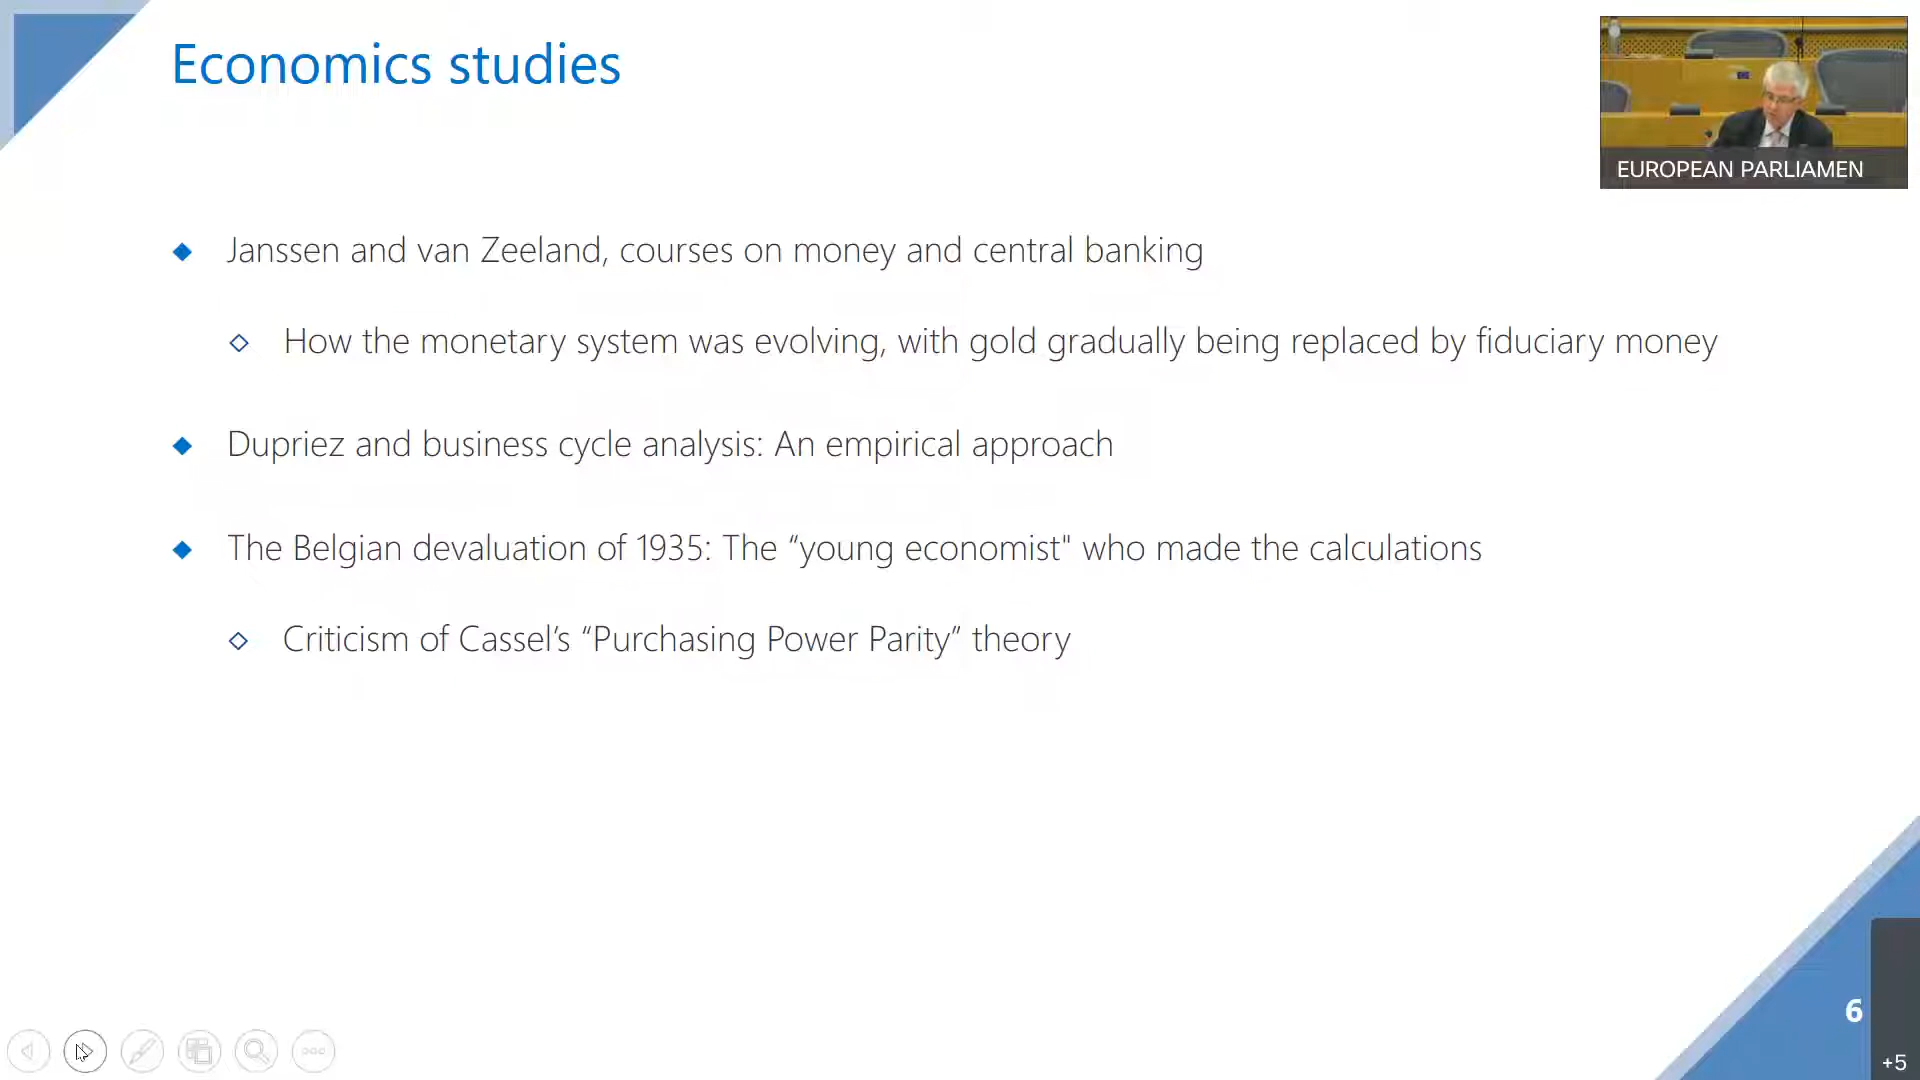 Economics studies
EUROPEAN PARLIAMEN
Janssen and van Zeeland, courses on money and central banking
How the monetary system was evolving, with gold gradually being replaced by fiduciary money
Dupriez and business cycle analysis: An empirical approach
The Belgian devaluation of 1935: The “young economist" who made the calculations
Criticism of Cassel’s “Purchasing Power Parity” theory
6
+5